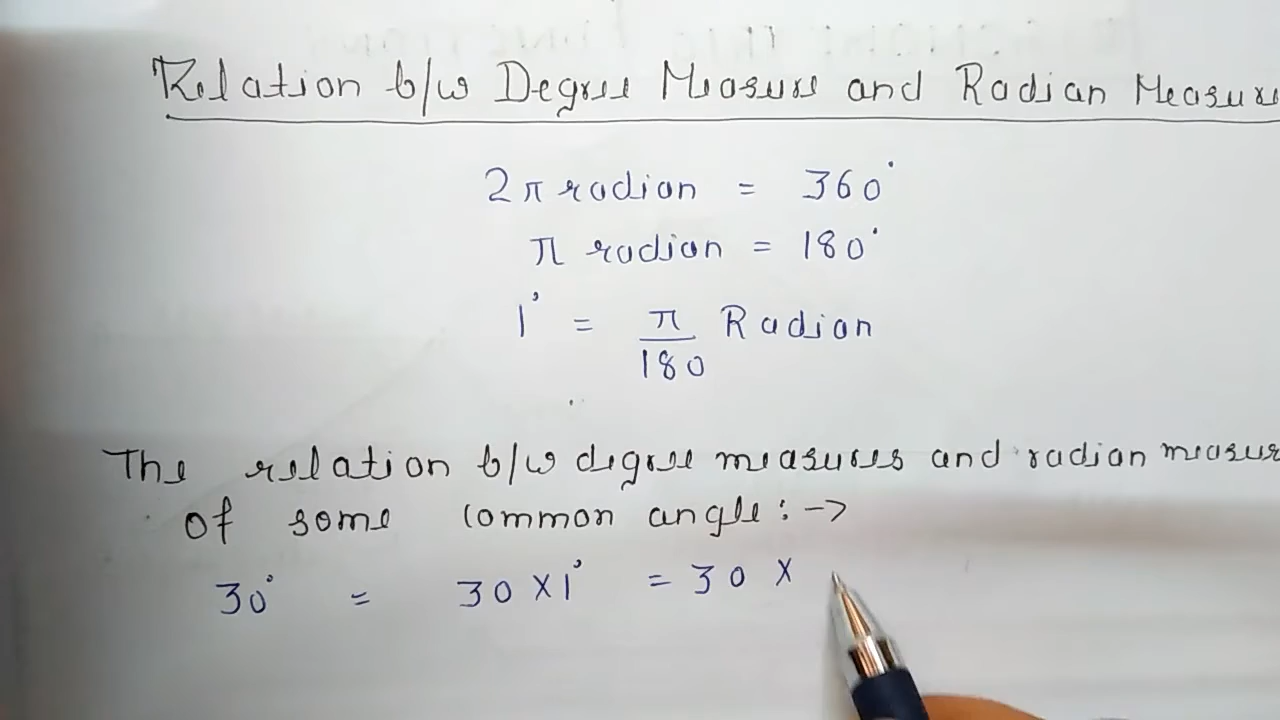 Relation b/w Degree Measure and Radian Measure
2π radian = 360°
π radian = 180°
1° = π/180 Radian
The relation b/w degree measures and radian measur
of some common angle :->
30° = 30 × 1° = 30 ×